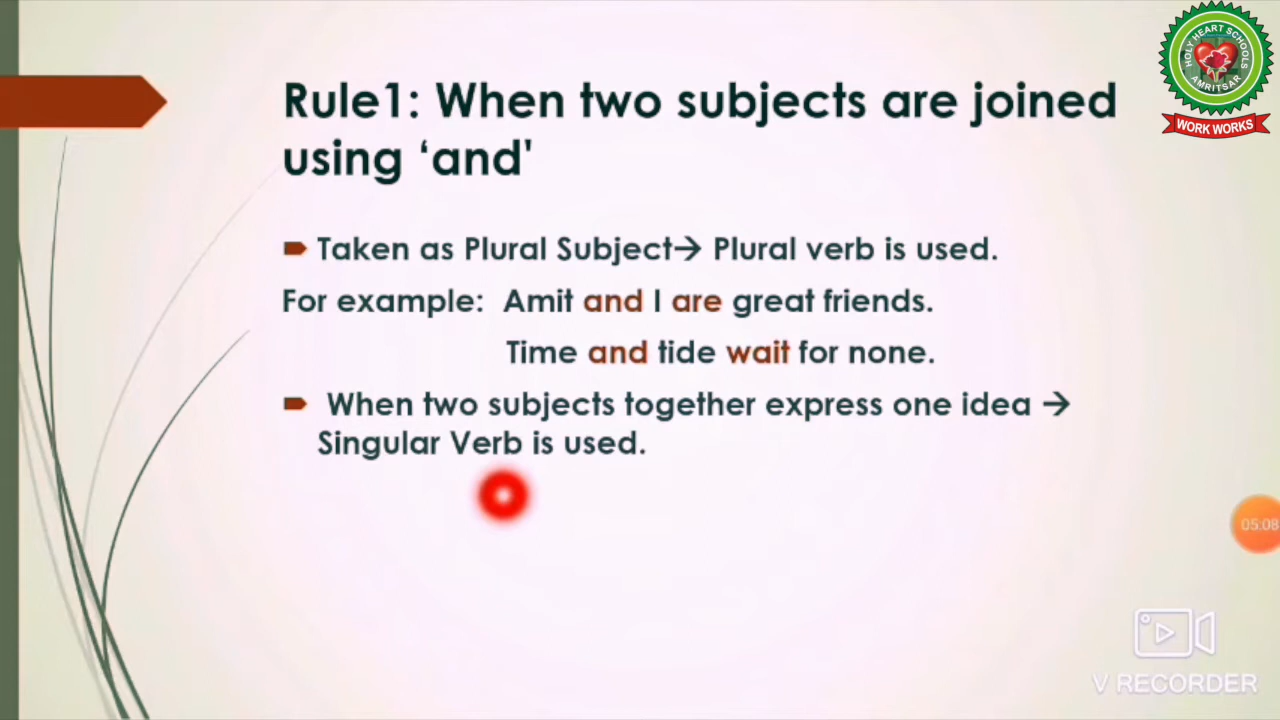 HOLY HEART SCHOOLS
AMRITSAR
WORK WORKS
Rule1: When two subjects are joined
using ‘and'
Taken as Plural Subject→ Plural verb is used.
For example: Amit and I are great friends.
Time and tide wait for none.
When two subjects together express one idea →
Singular Verb is used.
05:08
V RECORDER